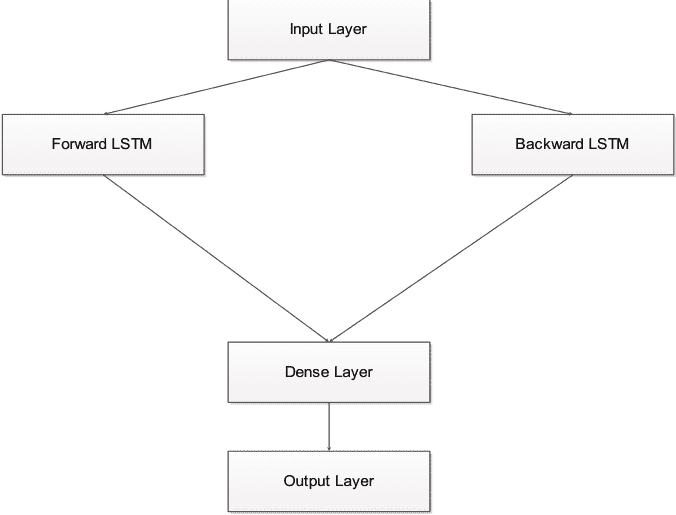 Input Layer
Forward LSTM
Backward LSTM
Dense Layer
Output Layer